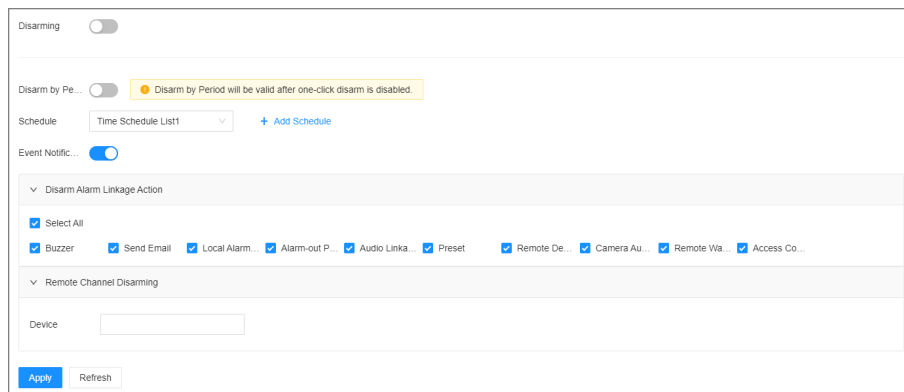 Disarming
Disarm by Pe... Disarm by Period will be valid after one-click disarm is disabled.
Schedule Time Schedule List1 + Add Schedule
Event Notific...
Disarm Alarm Linkage Action
Select All
Buzzer Send Email Local Alarm... Alarm-out P... Audio Linka... Preset Remote De... Camera Au... Remote Wa... Access Co...
Remote Channel Disarming
Device
Apply Refresh